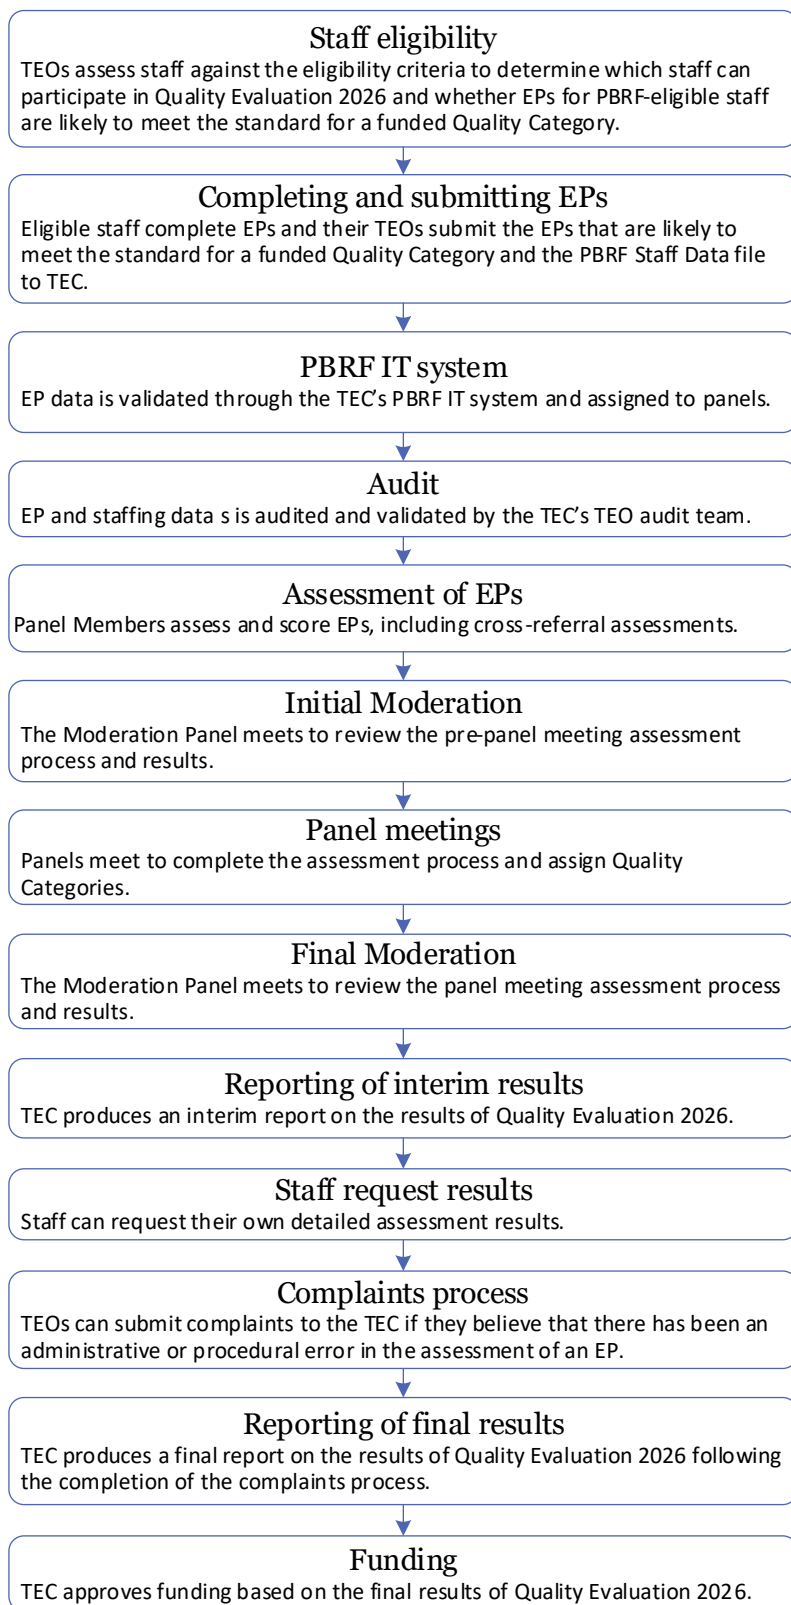 Staff eligibility
TEOs assess staff against the eligibility criteria to determine which staff can
participate in Quality Evaluation 2026 and whether EPs for PBRF-eligible staff
are likely to meet the standard for a funded Quality Category.
Completing and submitting EPs
Eligible staff complete EPs and their TEOs submit the EPs that are likely to
meet the standard for a funded Quality Category and the PBRF Staff Data file
to TEC.
PBRF IT system
EP data is validated through the TEC's PBRF IT system and assigned to panels.
Audit
EP and staffing data s is audited and validated by the TEC's TEO audit team.
Assessment of EPs
Panel Members assess and score EPs, including cross-referral assessments.
Initial Moderation
The Moderation Panel meets to review the pre-panel meeting assessment
process and results.
Panel meetings
Panels meet to complete the assessment process and assign Quality
Categories.
Final Moderation
The Moderation Panel meets to review the panel meeting assessment process
and results.
Reporting of interim results
TEC produces an interim report on the results of Quality Evaluation 2026.
Staff request results
Staff can request their own detailed assessment results.
Complaints process
TEOs can submit complaints to the TEC if they believe that there has been an
administrative or procedural error in the assessment of an EP.
Reporting of final results
TEC produces a final report on the results of Quality Evaluation 2026 following
the completion of the complaints process.
Funding
TEC approves funding based on the final results of Quality Evaluation 2026.